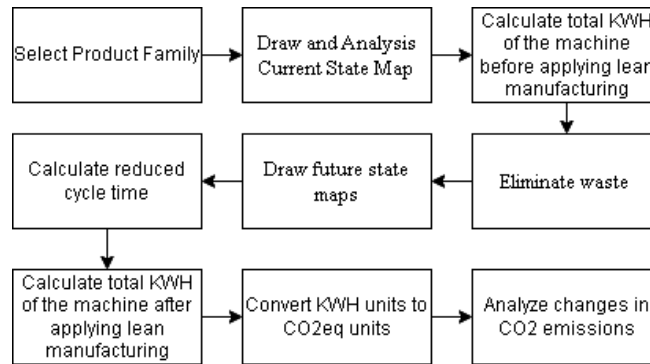 Select Product Family
Draw and Analysis
Current State Map
Calculate total KWH
of the machine
before applying lean
manufacturing
Eliminate waste
Draw future state
maps
Calculate reduced
cycle time
Calculate total KWH
of the machine after
applying lean
manufacturing
Convert KWH units to
CO2eq units
Analyze changes in
CO2 emissions